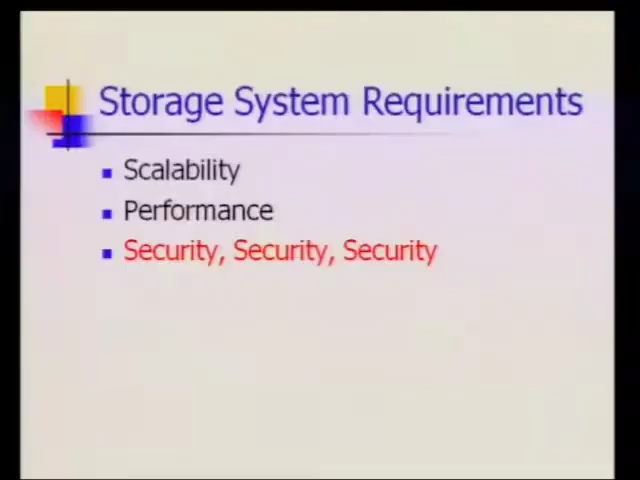 Storage System Requirements
Scalability
Performance
Security, Security, Security